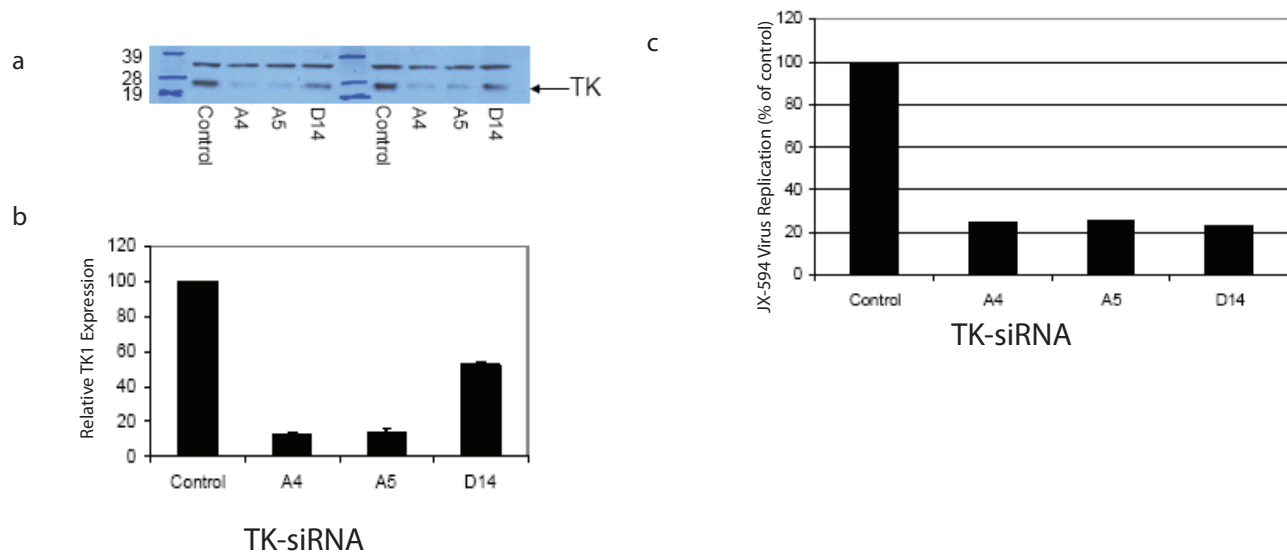 a
39
28
19
TK
Control
A4
A5
D14
Control
A4
A5
D14
b
Relative TK1 Expression
120
100
80
60
40
20
0
Control A4 A5 D14
TK-siRNA
c
JX-594 Virus Replication (% of control)
120
100
80
60
40
20
0
Control A4 A5 D14
TK-siRNA